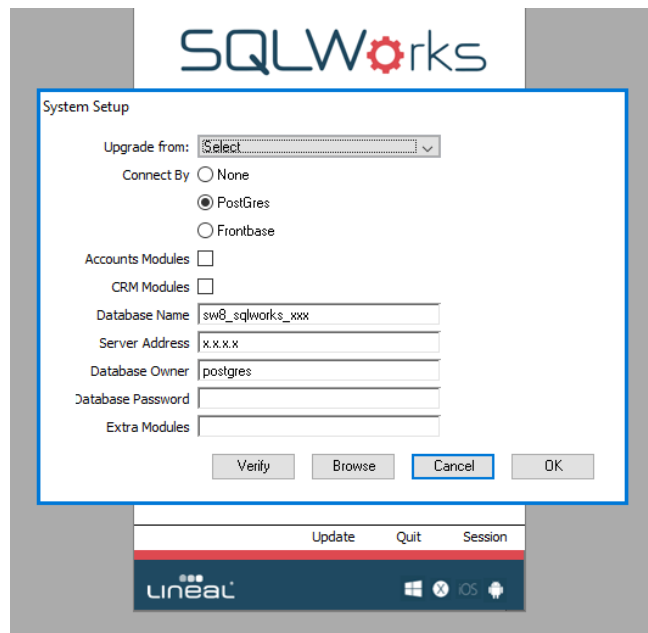 SQLWorks
System Setup
Upgrade from: Select
Connect By None
PostGres
Frontbase
Accounts Modules
CRM Modules
Database Name sw8_sqlworks_xxx
Server Address x.x.x.x
Database Owner postgres
Database Password
Extra Modules
Verify Browse Cancel OK
Update Quit Session
Lineal iOS